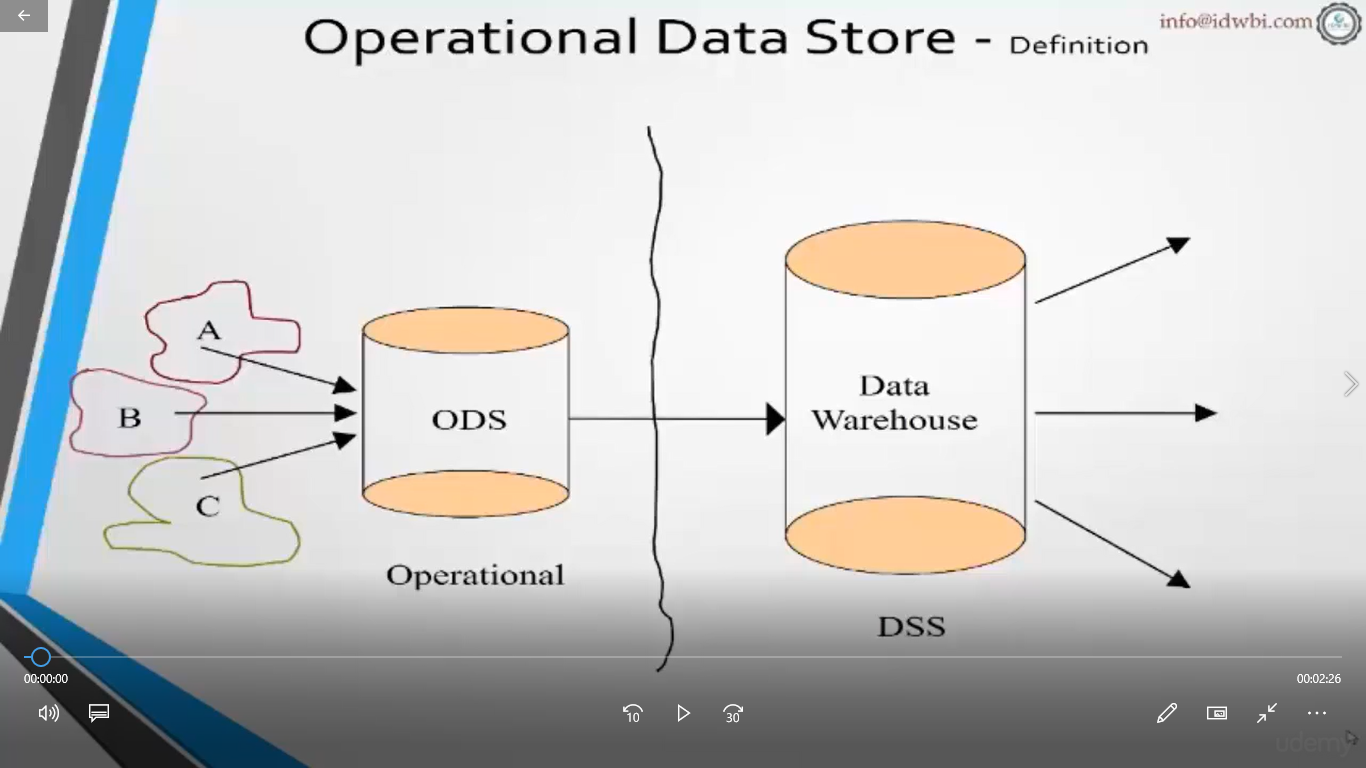 info@idwbi.com
Operational Data Store - Definition
A
B
C
ODS
Data
Warehouse
Operational
DSS
00:00:00
00:02:26
10
30
udemy